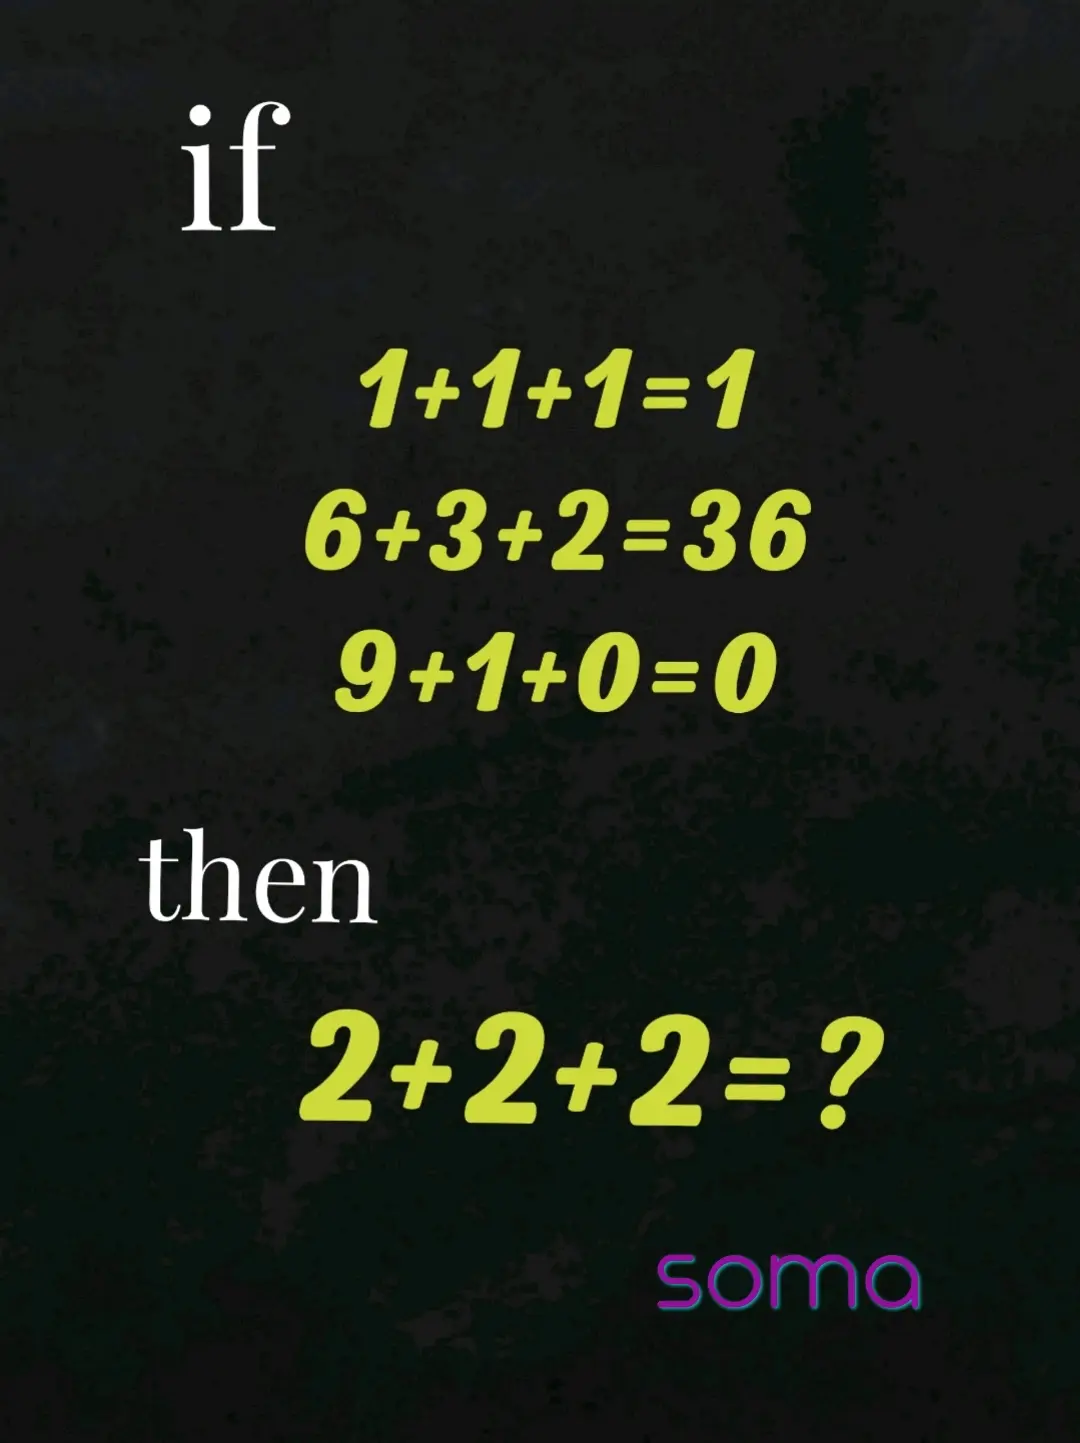 if
1+1+1=1
6+3+2=36
9+1+0=0
then
2+2+2=?
soma